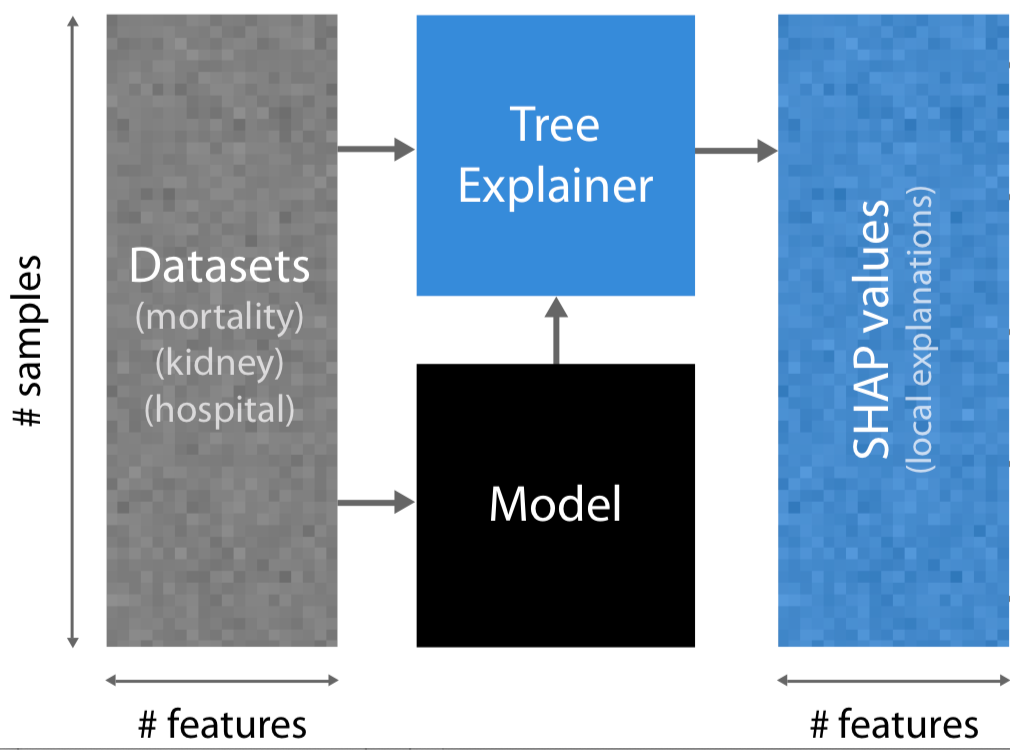 # samples
Datasets
(mortality)
(kidney)
(hospital)
# features
Tree
Explainer
Model
SHAP values
(local explanations)
# features